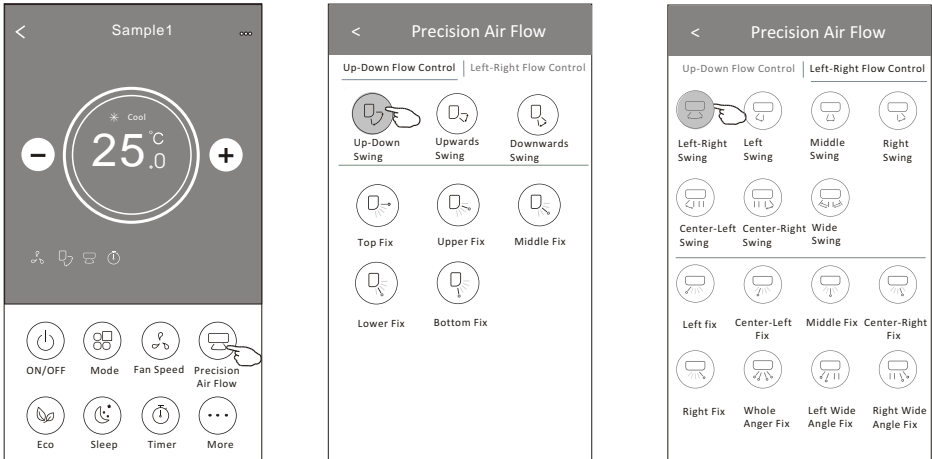 < Sample1 ...
Cool
25.0 °C
− +
ON/OFF Mode Fan Speed Precision
Air Flow
Eco Sleep Timer More
< Precision Air Flow
Up-Down Flow Control | Left-Right Flow Control
Up-Down Upwards Downwards
Swing Swing Swing
Top Fix Upper Fix Middle Fix
Lower Fix Bottom Fix
< Precision Air Flow
Up-Down Flow Control | Left-Right Flow Control
Left-Right Left Middle Right
Swing Swing Swing Swing
Center-Left Center-Right Wide
Swing Swing Swing
Left fix Center-Left Middle Fix Center-Right
Fix Fix
Right Fix Whole Left Wide Right Wide
Anger Fix Angle Fix Angle Fix